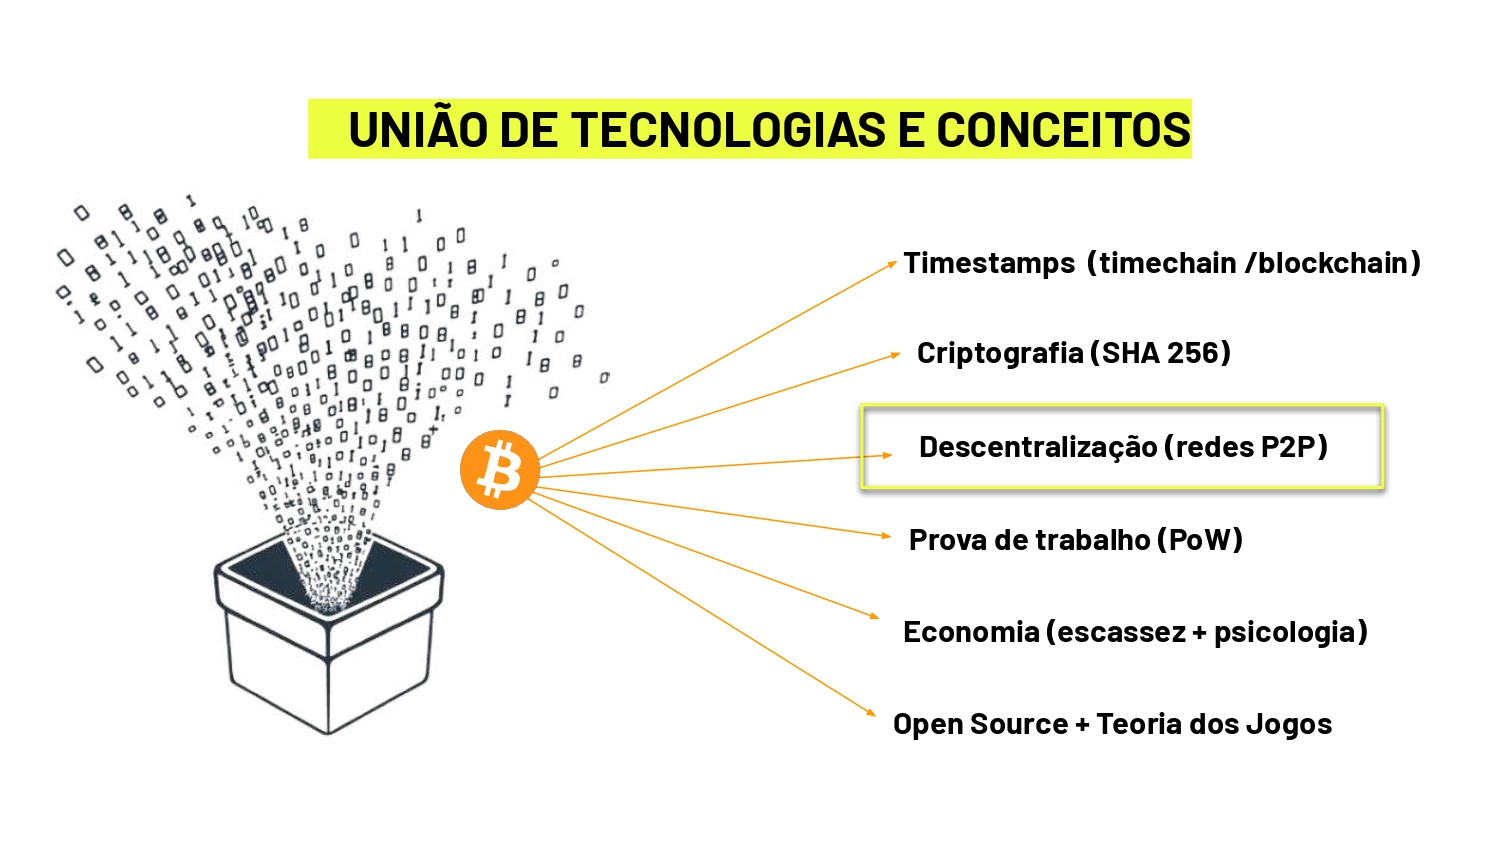 UNIÃO DE TECNOLOGIAS E CONCEITOS
Timestamps (timechain /blockchain)
Criptografia (SHA 256)
Descentralização (redes P2P)
Prova de trabalho (PoW)
Economia (escassez + psicologia)
Open Source + Teoria dos Jogos